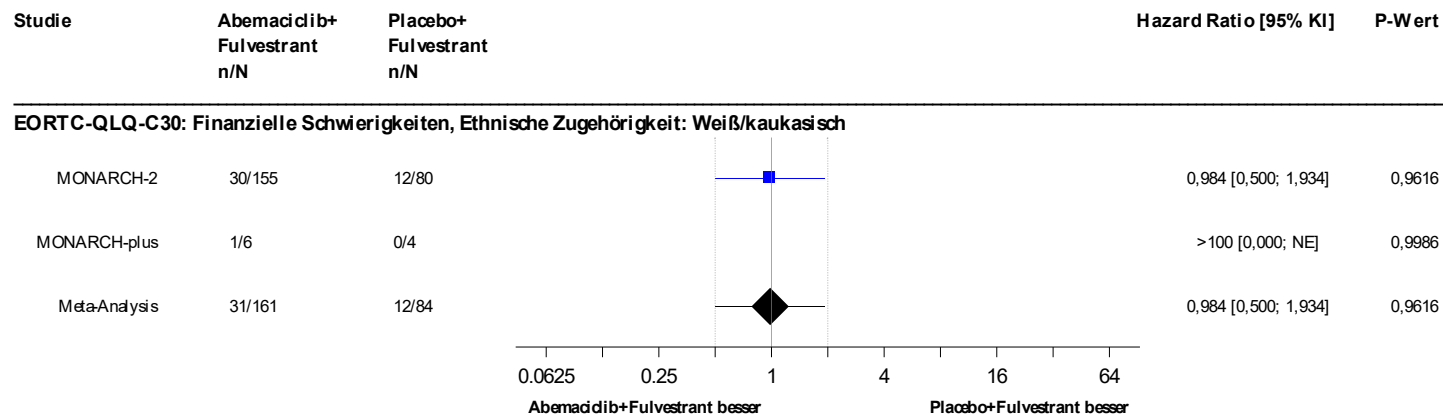 Studie Abemaciclib+ Placebo+ Hazard Ratio [95% KI] P-Wert
Fulvestrant Fulvestrant
n/N n/N
EORTC-QLQ-C30: Finanzielle Schwierigkeiten, Ethnische Zugehörigkeit: Weiß/kaukasisch
MONARCH-2 30/155 12/80 0,984 [0,500; 1,934] 0,9616
MONARCH-plus 1/6 0/4 >100 [0,000; NE] 0,9986
Meta-Analysis 31/161 12/84 0,984 [0,500; 1,934] 0,9616
0.0625 0.25 1 4 16 64
Abemaciclib+Fulvestrant besser Placebo+Fulvestrant besser